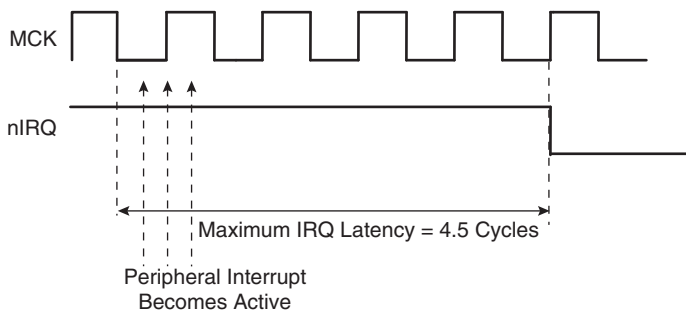 MCK
nIRQ
Maximum IRQ Latency = 4.5 Cycles
Peripheral Interrupt
Becomes Active